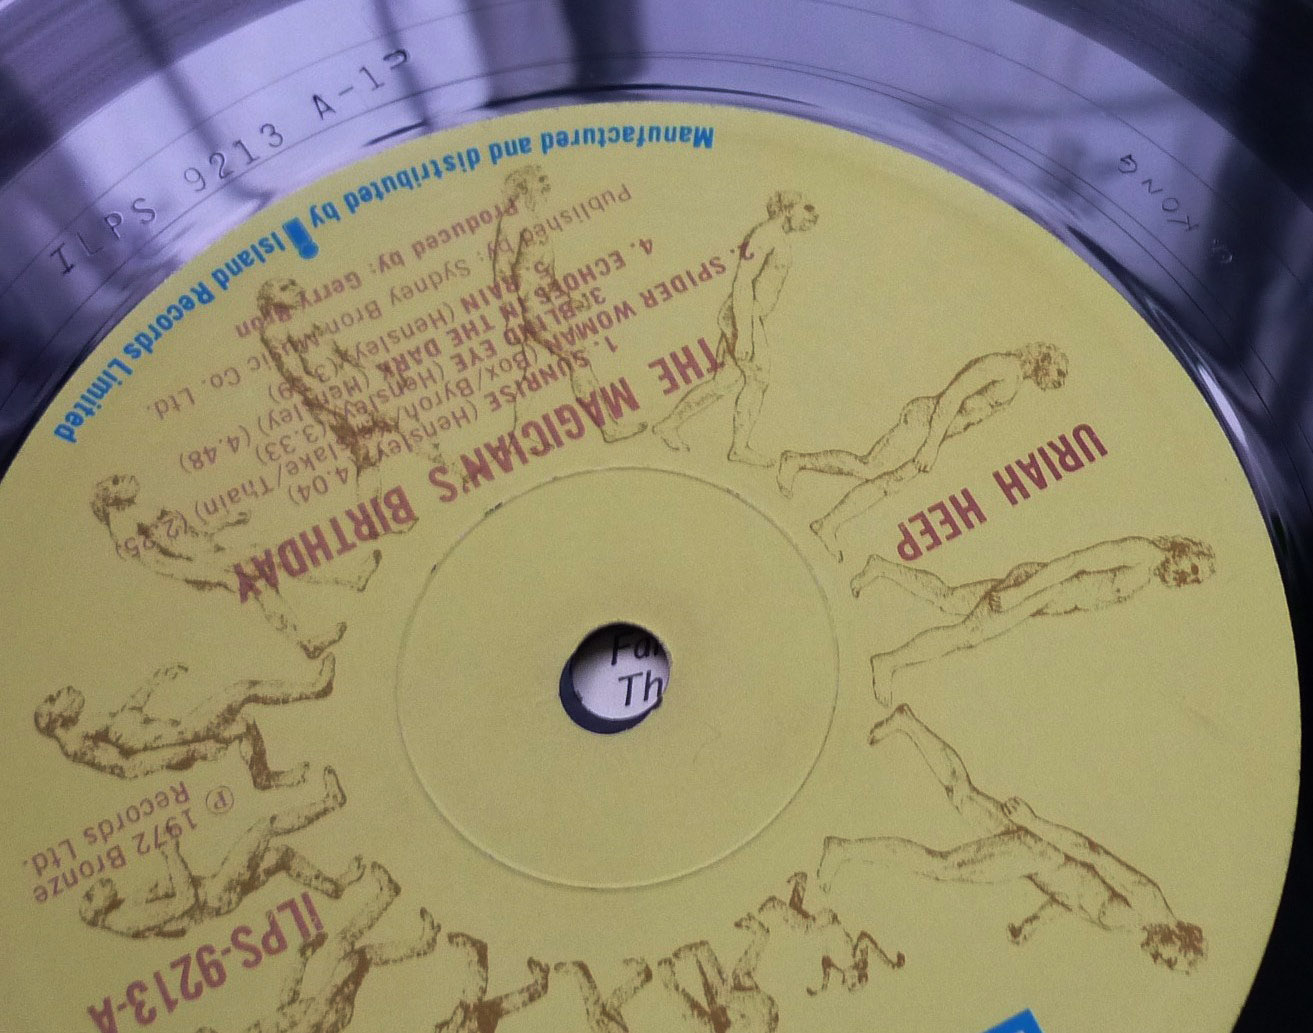 ILPS 9213 A-1U
KONG
URIAH HEEP
THE MAGICIAN'S BIRTHDAY
1. SUNRISE (Hensley) (4.04)
2. SPIDER WOMAN (Box/Byron/Kerslake/Thain) (2.25)
3. BLIND EYE (Hensley) (3.33)
4. ECHOES IN THE DARK (Hensley) (4.48)
5. RAIN (Hensley)
Published by: Sydney Bron Music Co. Ltd.
Produced by: Gerry Bron
Manufactured and distributed by Island Records Limited
℗ 1972 Bronze
Records Ltd.
ILPS-9213-A